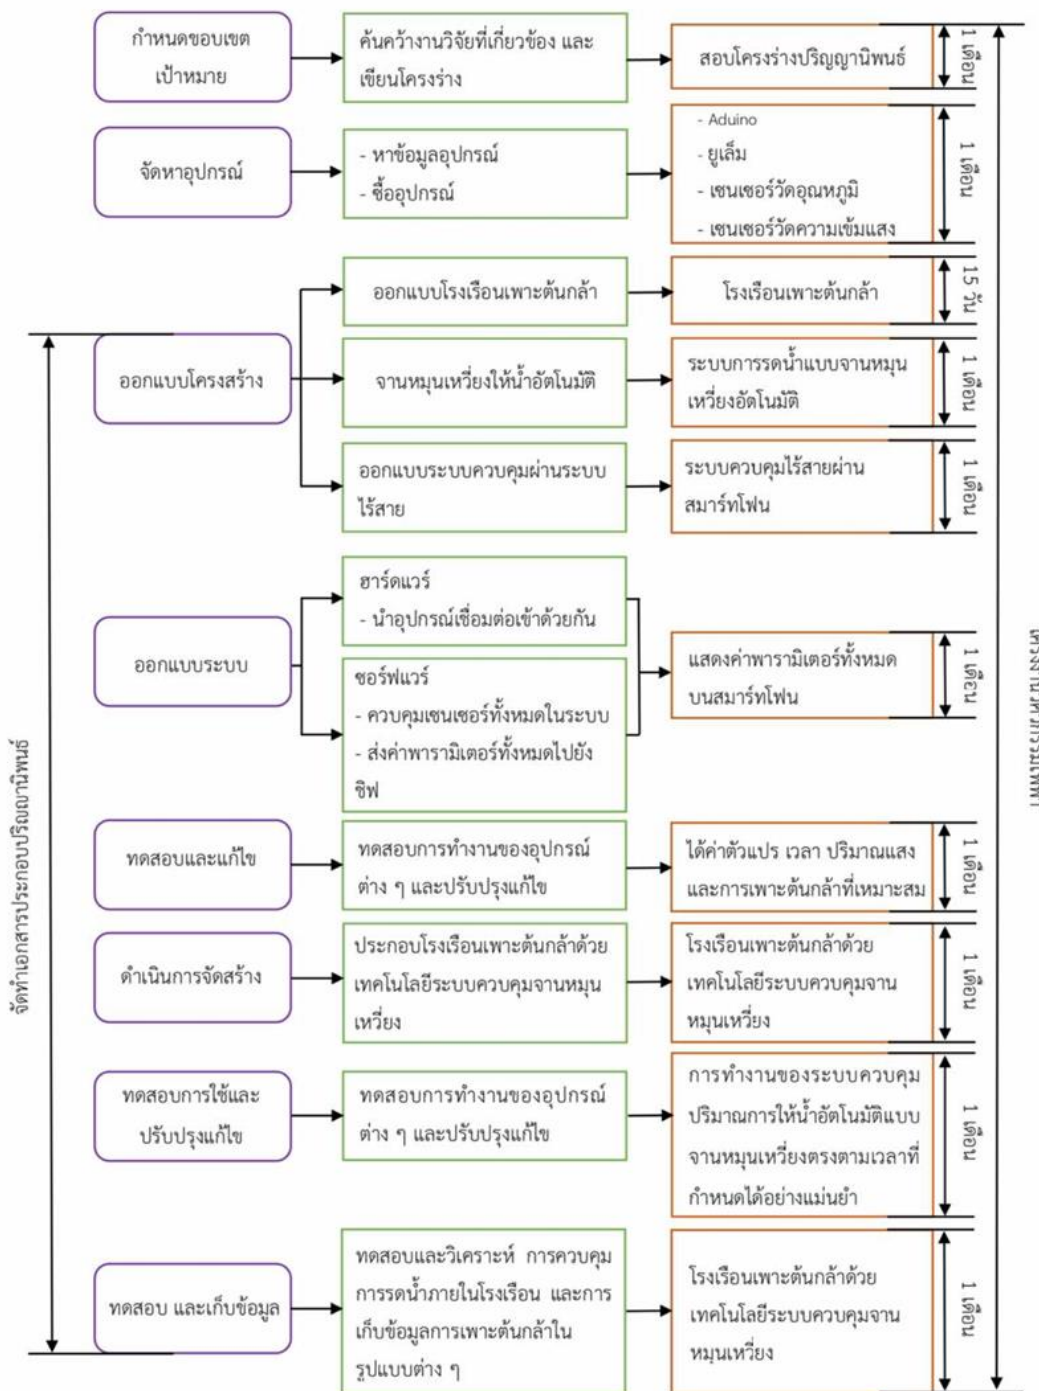 กำหนดขอบเขต
เป้าหมาย
ค้นคว้างานวิจัยที่เกี่ยวข้อง และ
เขียนโครงร่าง
สอบโครงร่างปริญญานิพนธ์
1 เดือน
จัดหาอุปกรณ์
- หาข้อมูลอุปกรณ์
- ซื้ออุปกรณ์
- Aduino
- ยูเล็ม
- เซนเซอร์วัดอุณหภูมิ
- เซนเซอร์วัดความเข้มแสง
1 เดือน
ออกแบบโครงสร้าง
ออกแบบโรงเรือนเพาะต้นกล้า
โรงเรือนเพาะต้นกล้า
15 วัน
จานหมุนเหวี่ยงให้น้ำอัตโนมัติ
ระบบการรดน้ำแบบจานหมุน
เหวี่ยงอัตโนมัติ
1 เดือน
ออกแบบระบบควบคุมผ่านระบบ
ไร้สาย
ระบบควบคุมไร้สายผ่าน
สมาร์ทโฟน
1 เดือน
ออกแบบระบบ
ฮาร์ดแวร์
- นำอุปกรณ์เชื่อมต่อเข้าด้วยกัน
ซอร์ฟแวร์
- ควบคุมเซนเซอร์ทั้งหมดในระบบ
- ส่งค่าพารามิเตอร์ทั้งหมดไปยัง
ชิฟ
แสดงค่าพารามิเตอร์ทั้งหมด
บนสมาร์ทโฟน
1 เดือน
ทดสอบและแก้ไข
ทดสอบการทำงานของอุปกรณ์
ต่าง ๆ และปรับปรุงแก้ไข
ได้ค่าตัวแปร เวลา ปริมาณแสง
และการเพาะต้นกล้าที่เหมาะสม
1 เดือน
ดำเนินการจัดสร้าง
ประกอบโรงเรือนเพาะต้นกล้าด้วย
เทคโนโลยีระบบควบคุมจานหมุน
เหวี่ยง
โรงเรือนเพาะต้นกล้าด้วย
เทคโนโลยีระบบควบคุมจาน
หมุนเหวี่ยง
1 เดือน
ทดสอบการใช้และ
ปรับปรุงแก้ไข
ทดสอบการทำงานของอุปกรณ์
ต่าง ๆ และปรับปรุงแก้ไข
การทำงานของระบบควบคุม
ปริมาณการให้น้ำอัตโนมัติแบบ
จานหมุนเหวี่ยงตรงตามเวลาที่
กำหนดได้อย่างแม่นยำ
1 เดือน
ทดสอบ และเก็บข้อมูล
ทดสอบและวิเคราะห์ การควบคุม
การรดน้ำภายในโรงเรือน และการ
เก็บข้อมูลการเพาะต้นกล้าใน
รูปแบบต่าง ๆ
โรงเรือนเพาะต้นกล้าด้วย
เทคโนโลยีระบบควบคุมจาน
หมุนเหวี่ยง
1 เดือน
จัดทำเอกสารประกอบปริญญานิพนธ์